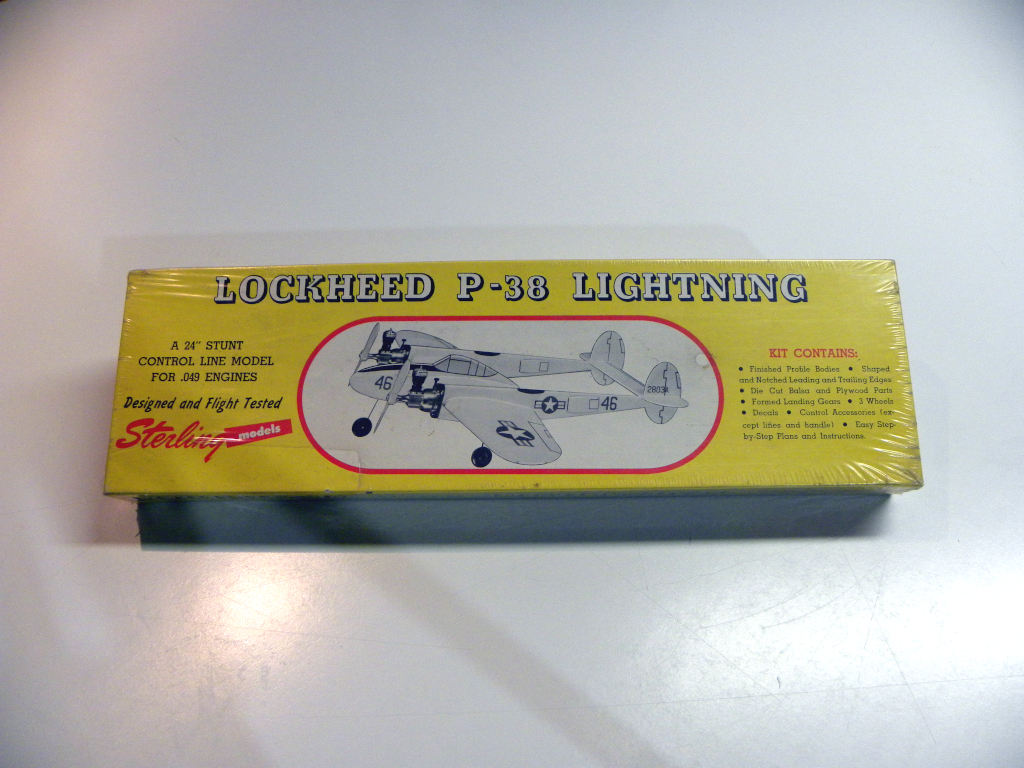 LOCKHEED P-38 LIGHTNING
A 24" STUNT
CONTROL LINE MODEL
FOR .049 ENGINES
Designed and Flight Tested
Sterling models
46
28034
46
KIT CONTAINS:
• Finished Profile Bodies • Shaped
and Notched Leading and Trailing Edges
• Die Cut Balsa and Plywood Parts
• Formed Landing Gears • 3 Wheels
• Decals • Control Accessories (ex-
cept lines and handle) • Easy Step-
by-Step Plans and Instructions.